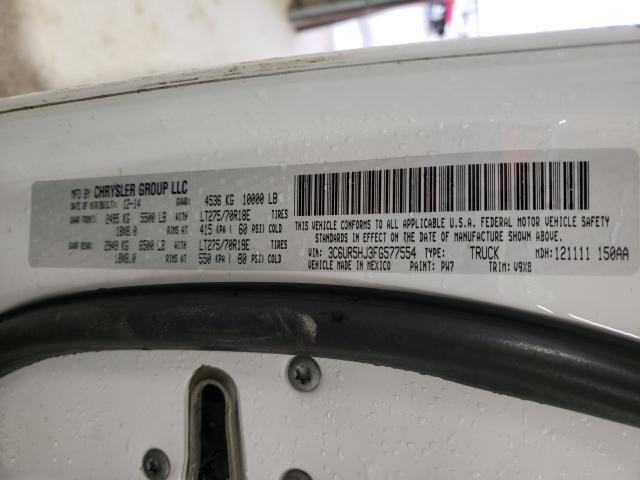 MFD BY CHRYSLER GROUP LLC
DATE OF MFR(BUILT): 12-14 GVWR: 4536 KG 10000 LB
GAWR FRONT: 2495 KG 5500 LB WITH LT275/70R18E TIRES
18X8.0 RIMS AT 415 KPA ( 60 PSI) COLD
GAWR REAR: 2948 KG 6500 LB WITH LT275/70R18E TIRES
18X8.0 RIMS AT 550 KPA ( 80 PSI) COLD
THIS VEHICLE CONFORMS TO ALL APPLICABLE U.S.A. FEDERAL MOTOR VEHICLE SAFETY
STANDARDS IN EFFECT ON THE DATE OF MANUFACTURE SHOWN ABOVE.
VIN: 3C6UR5HJ3FG577554 TYPE: TRUCK MDH: 121111 150AA
VEHICLE MADE IN MEXICO PAINT: PW7 TRIM: V9X8